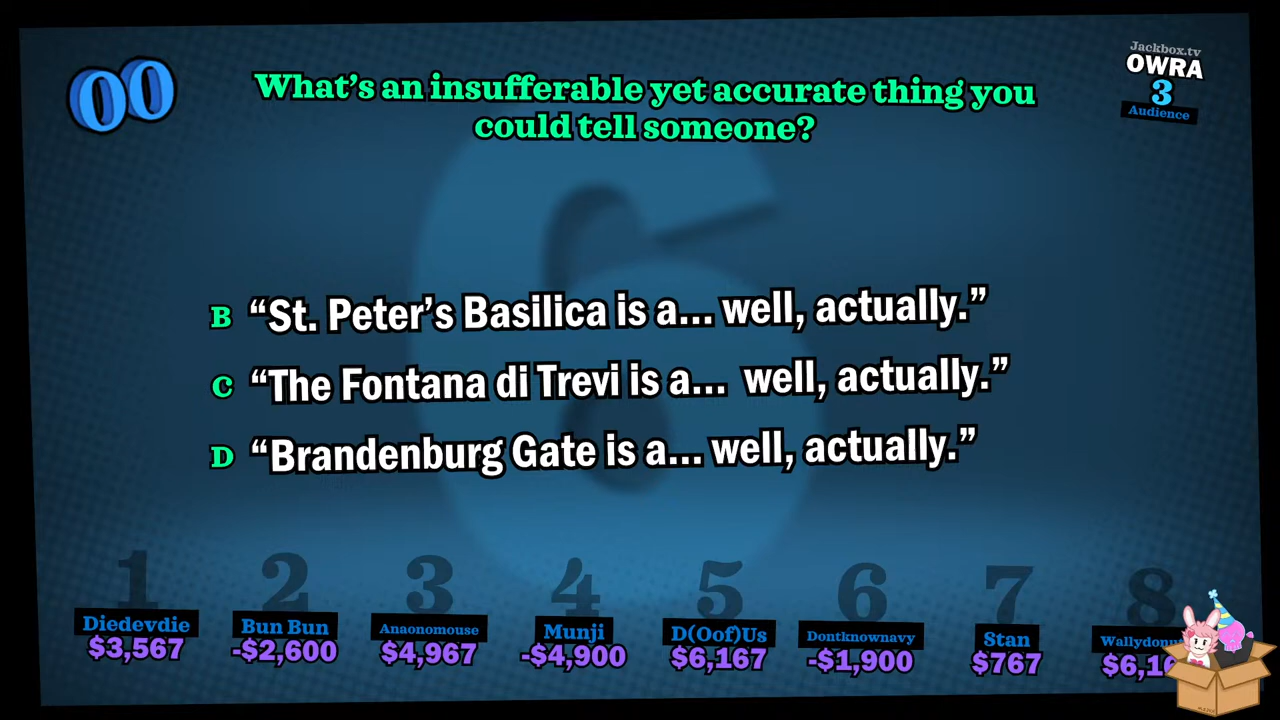 00
Jackbox.tv
OWRA
3
Audience
What's an insufferable yet accurate thing you
could tell someone?
B "St. Peter's Basilica is a... well, actually."
C "The Fontana di Trevi is a... well, actually."
D "Brandenburg Gate is a... well, actually."
1 2 3 4 5 6 7 8
Diedevdie Bun Bun Anaonomouse Munji D(Oof)Us Dontknownavy Stan
$3,567 -$2,600 $4,967 -$4,900 $6,167 -$1,900 $767